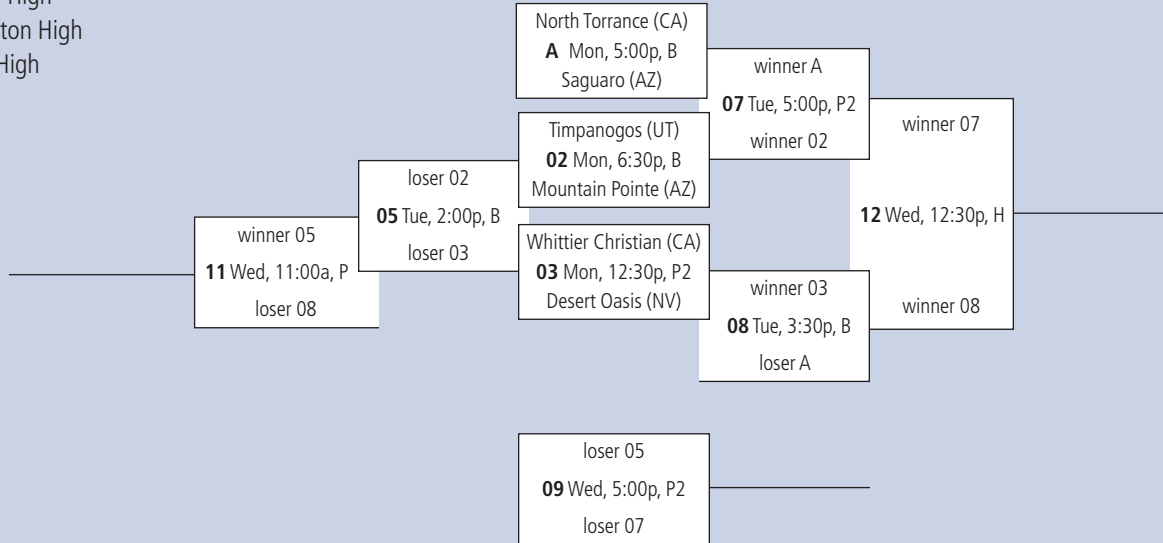 High
ton High
High
North Torrance (CA)
A Mon, 5:00p, B
Saguaro (AZ)
winner A
07 Tue, 5:00p, P2
winner 02
Timpanogos (UT)
02 Mon, 6:30p, B
Mountain Pointe (AZ)
winner 07
12 Wed, 12:30p, H
winner 08
loser 02
05 Tue, 2:00p, B
loser 03
winner 05
11 Wed, 11:00a, P
loser 08
Whittier Christian (CA)
03 Mon, 12:30p, P2
Desert Oasis (NV)
winner 03
08 Tue, 3:30p, B
loser A
loser 05
09 Wed, 5:00p, P2
loser 07